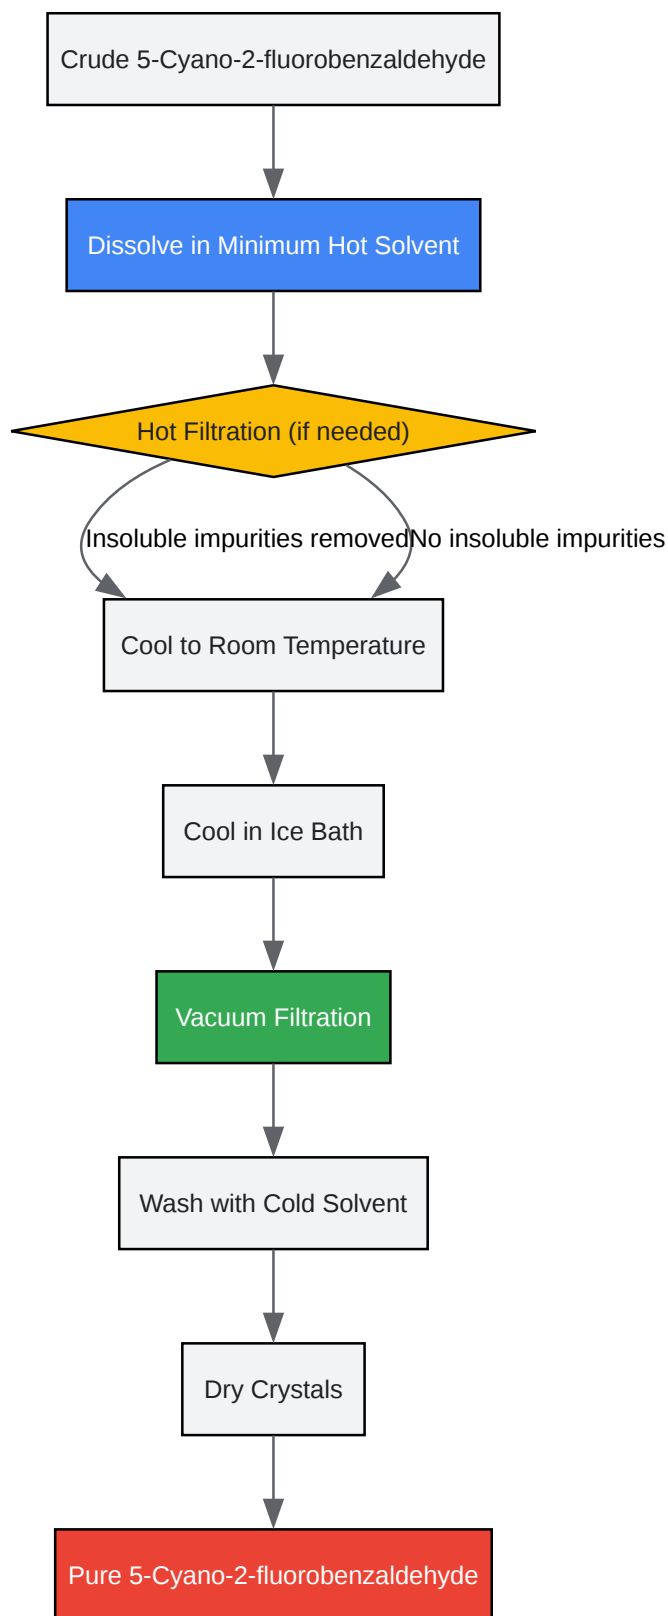 Crude 5-Cyano-2-fluorobenzaldehyde
Dissolve in Minimum Hot Solvent
Hot Filtration (if needed)
Insoluble impurities removed
No insoluble impurities
Cool to Room Temperature
Cool in Ice Bath
Vacuum Filtration
Wash with Cold Solvent
Dry Crystals
Pure 5-Cyano-2-fluorobenzaldehyde